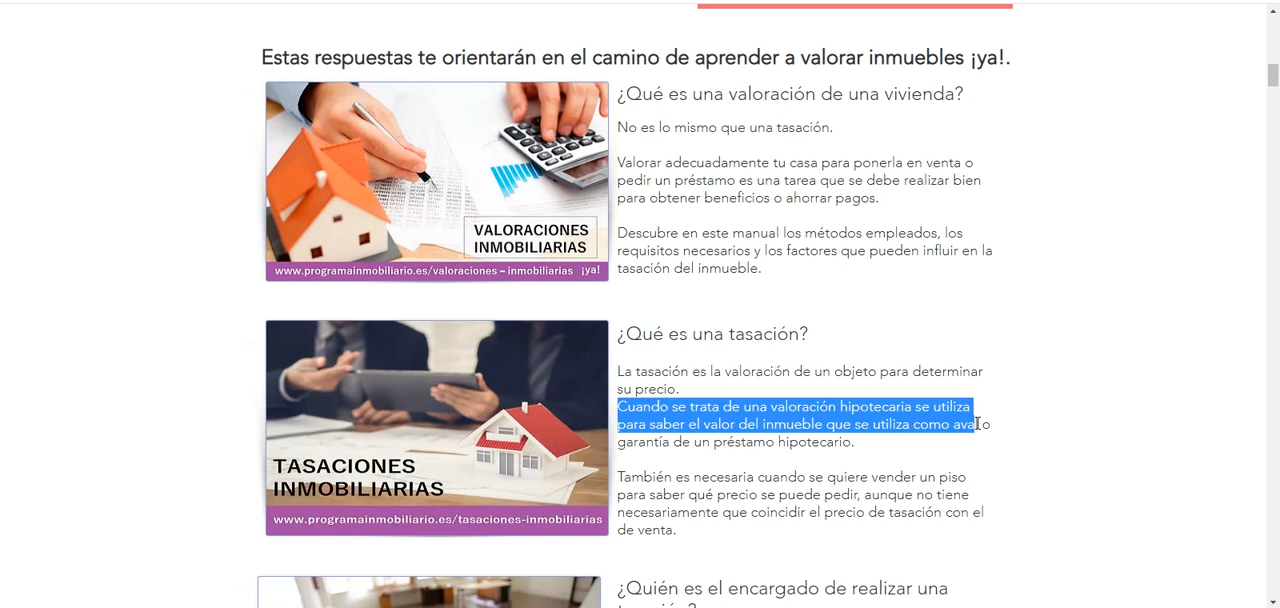 Estas respuestas te orientarán en el camino de aprender a valorar inmuebles ¡ya!.
VALORACIONES
INMOBILIARIAS
www.programainmobiliario.es/valoraciones - inmobiliarias ¡ya!
¿Qué es una valoración de una vivienda?
No es lo mismo que una tasación.
Valorar adecuadamente tu casa para ponerla en venta o
pedir un préstamo es una tarea que se debe realizar bien
para obtener beneficios o ahorrar pagos.
Descubre en este manual los métodos empleados, los
requisitos necesarios y los factores que pueden influir en la
tasación del inmueble.
TASACIONES
INMOBILIARIAS
www.programainmobiliario.es/tasaciones-inmobiliarias
¿Qué es una tasación?
La tasación es la valoración de un objeto para determinar
su precio.
Cuando se trata de una valoración hipotecaria se utiliza
para saber el valor del inmueble que se utiliza como aval o
garantía de un préstamo hipotecario.
También es necesaria cuando se quiere vender un piso
para saber qué precio se puede pedir, aunque no tiene
necesariamente que coincidir el precio de tasación con el
de venta.
¿Quién es el encargado de realizar una